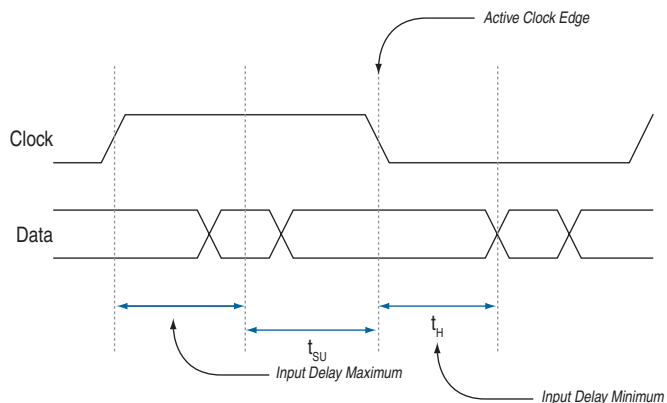 Active Clock Edge
Clock
Data
tH
tSU
Input Delay Maximum
Input Delay Minimum